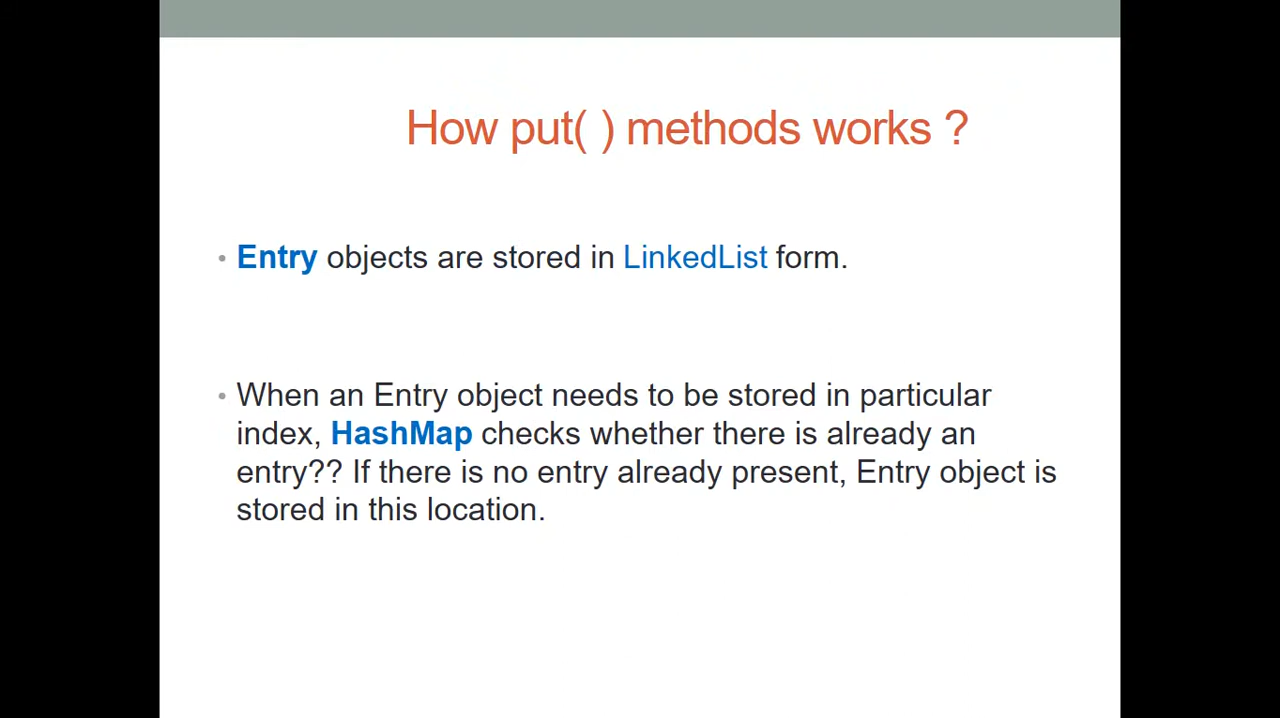 How put( ) methods works ?
• Entry objects are stored in LinkedList form.
• When an Entry object needs to be stored in particular
index, HashMap checks whether there is already an
entry?? If there is no entry already present, Entry object is
stored in this location.